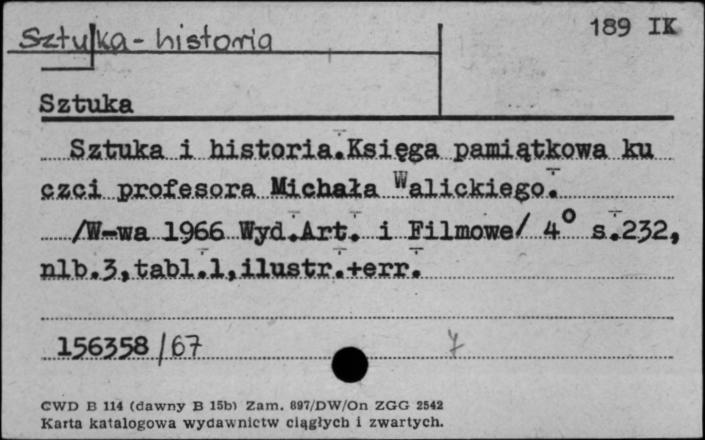 189 IK
Sztuka - historia
Sztuka
Sztuka i historia.Księga pamiątkowa ku
czci profesora Michała Walickiego.
/W-wa 1966 Wyd.Art. i Filmowe/ 4° s.232,
nlb.3,tabl.1,ilustr.+err.
156358/67
7
CWD B 114 (dawny B 15b) Zam. 897/DW/On ZGG 2542
Karta katalogowa wydawnictw ciągłych i zwartych.